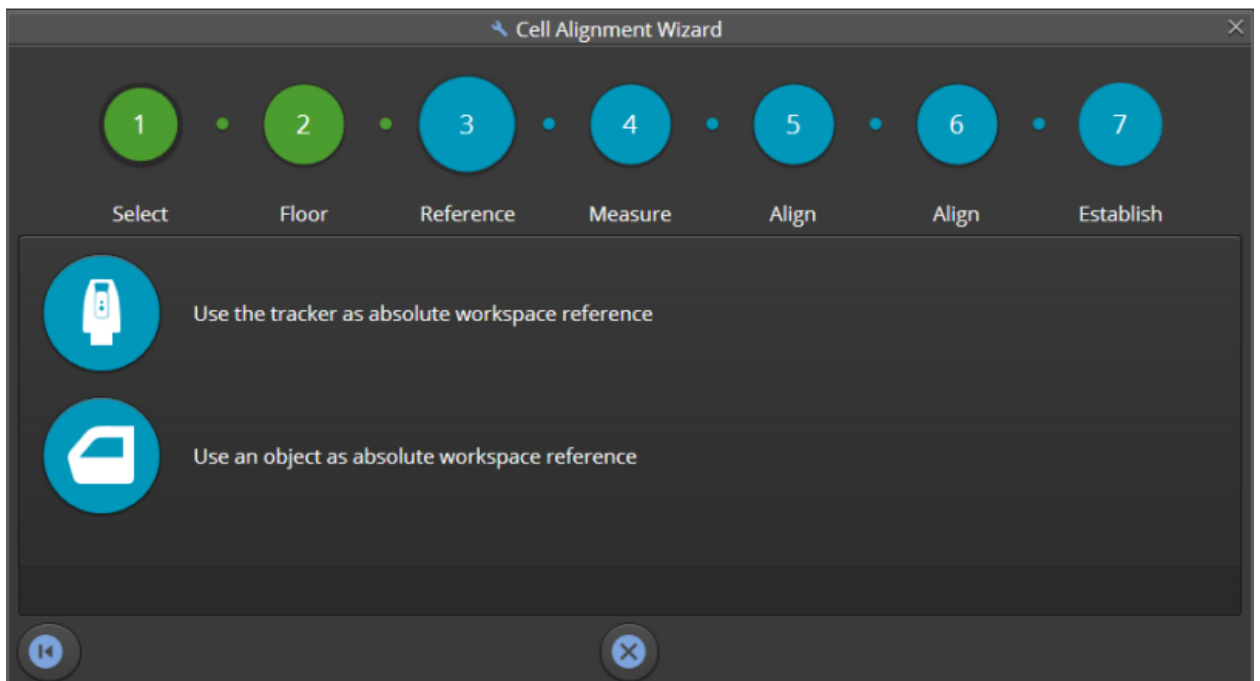 Cell Alignment Wizard
1 2 3 4 5 6 7
Select Floor Reference Measure Align Align Establish
Use the tracker as absolute workspace reference
Use an object as absolute workspace reference